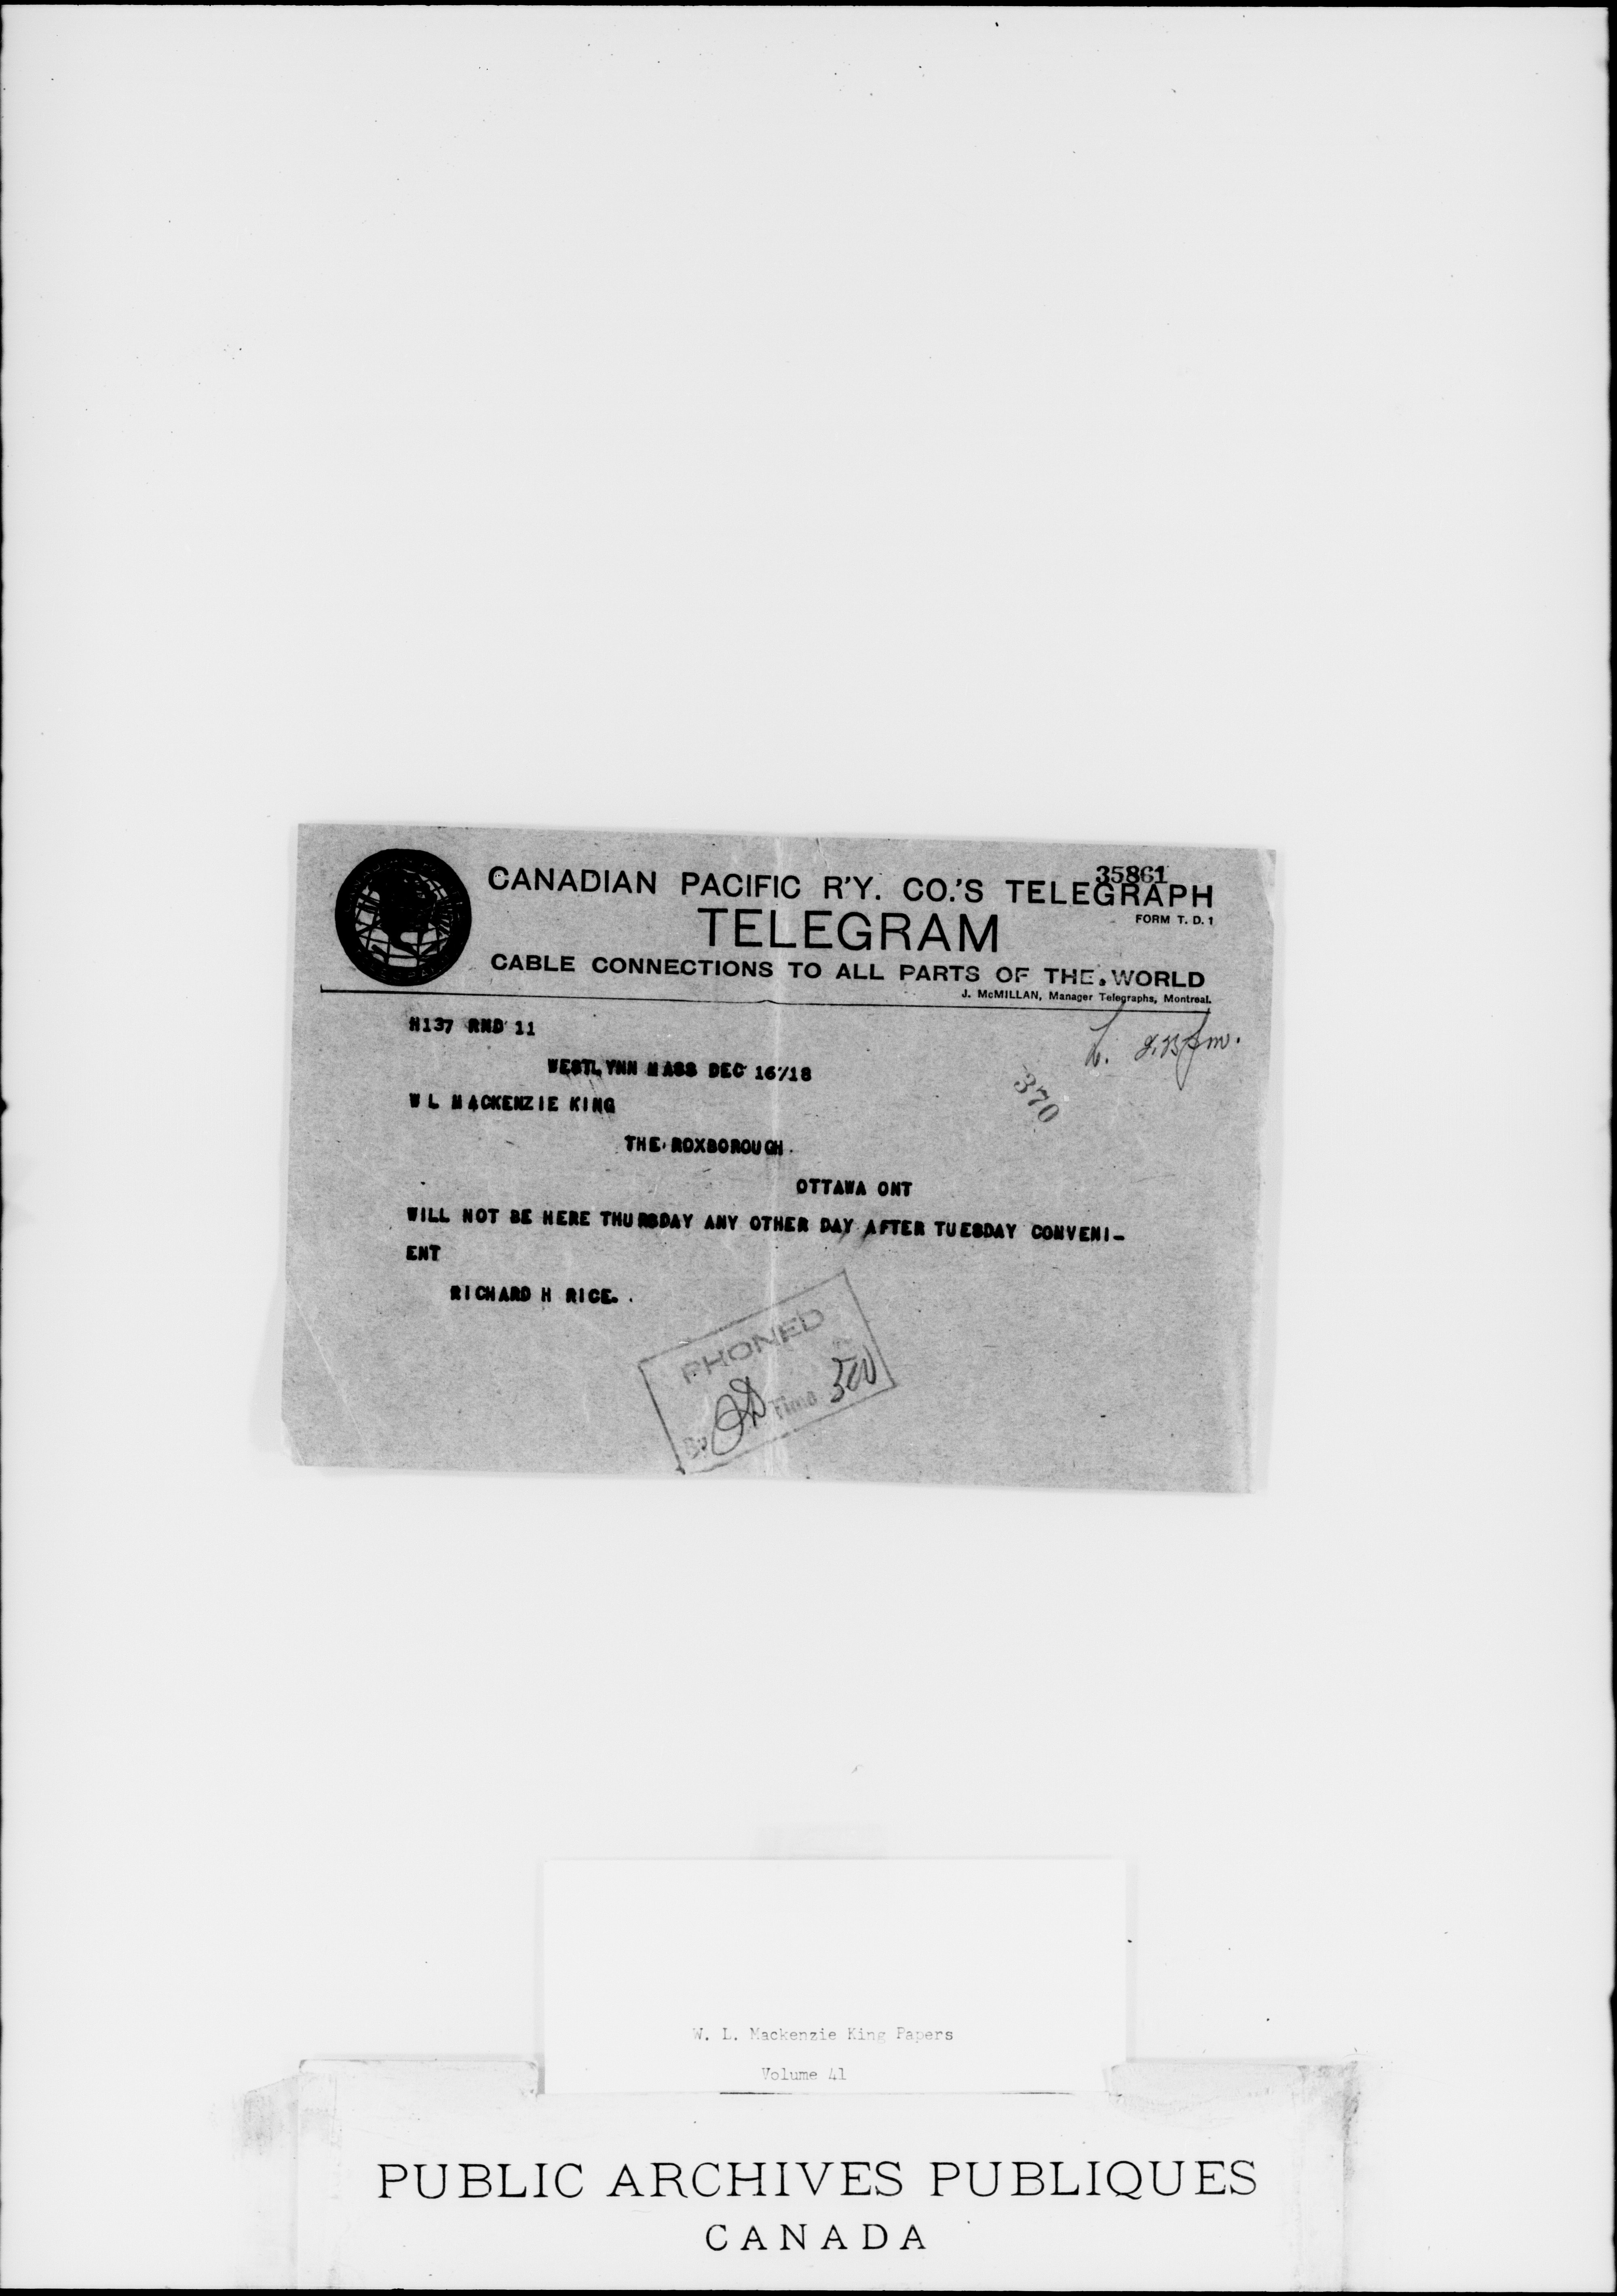 35861
CANADIAN PACIFIC R'Y. CO.'S TELEGRAPH
FORM T. D. 1
TELEGRAM
CABLE CONNECTIONS TO ALL PARTS OF THE WORLD
J. McMILLAN, Manager Telegraphs, Montreal.
H137 RND 11
WESTLYNN MASS DEC 16/18
370
W L MACKENZIE KING
THE ROXBOROUGH
OTTAWA ONT
WILL NOT BE HERE THURSDAY ANY OTHER DAY AFTER TUESDAY CONVENI-
ENT
RICHARD H RICE.
PHONED
By Time 500
W. L. Mackenzie King Papers
Volume 41
PUBLIC ARCHIVES PUBLIQUES
CANADA